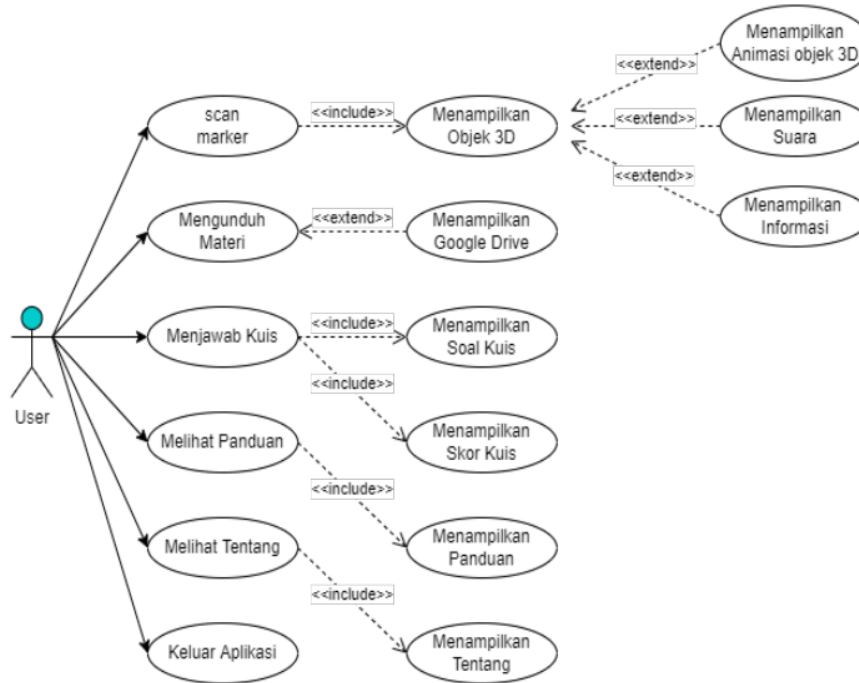 Menampilkan
Animasi objek 3D
<<extend>>
scan
marker
<<include>>
Menampilkan
Objek 3D
<<extend>>
Menampilkan
Suara
<<extend>>
Menampilkan
Informasi
Mengunduh
Materi
<<extend>>
Menampilkan
Google Drive
Menjawab Kuis
<<include>>
Menampilkan
Soal Kuis
<<include>>
User
Melihat Panduan
Menampilkan
Skor Kuis
<<include>>
Melihat Tentang
Menampilkan
Panduan
<<include>>
Keluar Aplikasi
Menampilkan
Tentang